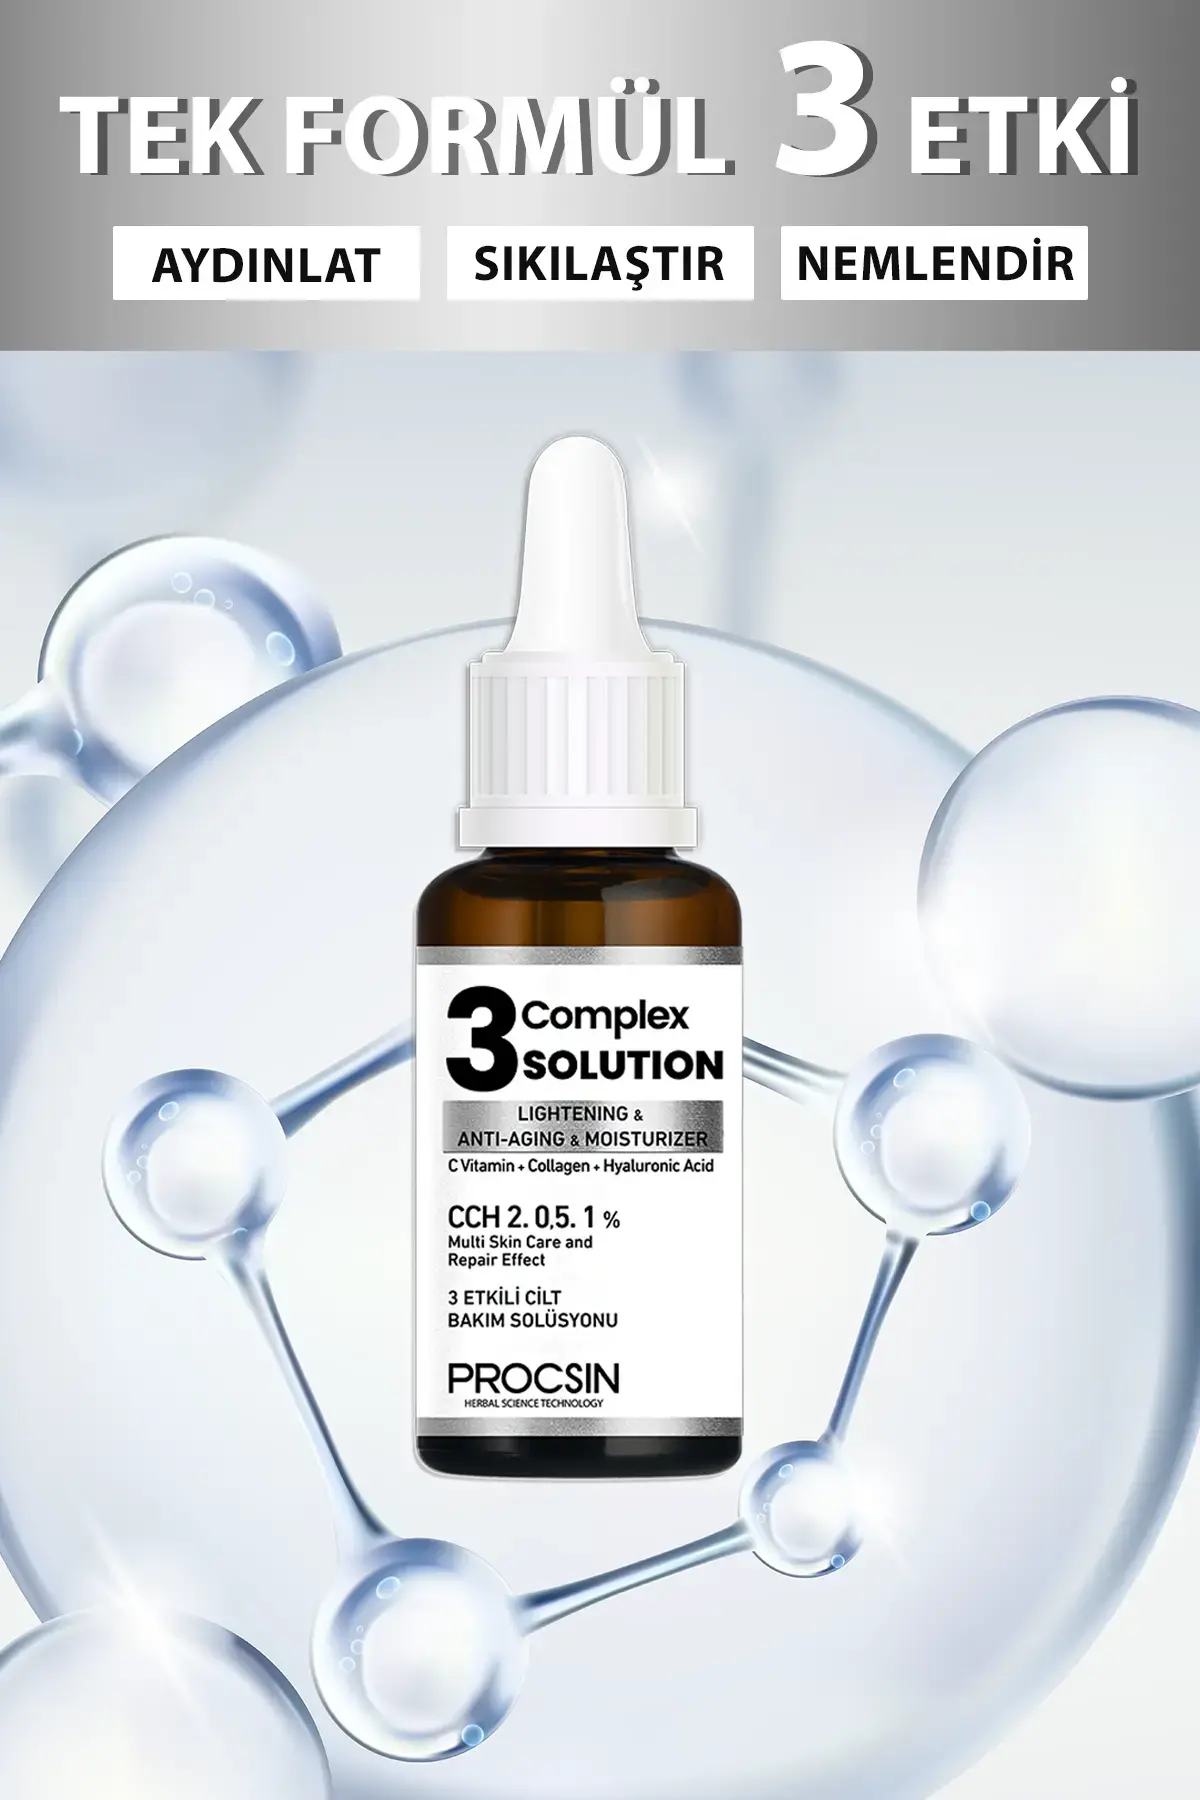 TEK FORMÜL 3 ETKİ
AYDINLAT SIKILAŞTIR NEMLENDİR
3 Complex
SOLUTION
LIGHTENING &
ANTI-AGING & MOISTURIZER
C Vitamin + Collagen + Hyaluronic Acid
CCH 2. 0,5. 1 %
Multi Skin Care and
Repair Effect
3 ETKİLİ CİLT
BAKIM SOLÜSYONU
PROCSIN
HERBAL SCIENCE TECHNOLOGY